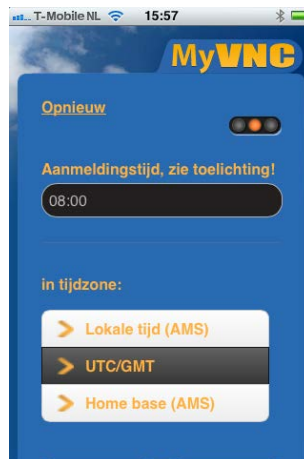 T-Mobile NL 15:57
MyVNC
Opnieuw
Aanmeldingstijd, zie toelichting!
08:00
in tijdzone:
Lokale tijd (AMS)
UTC/GMT
Home base (AMS)